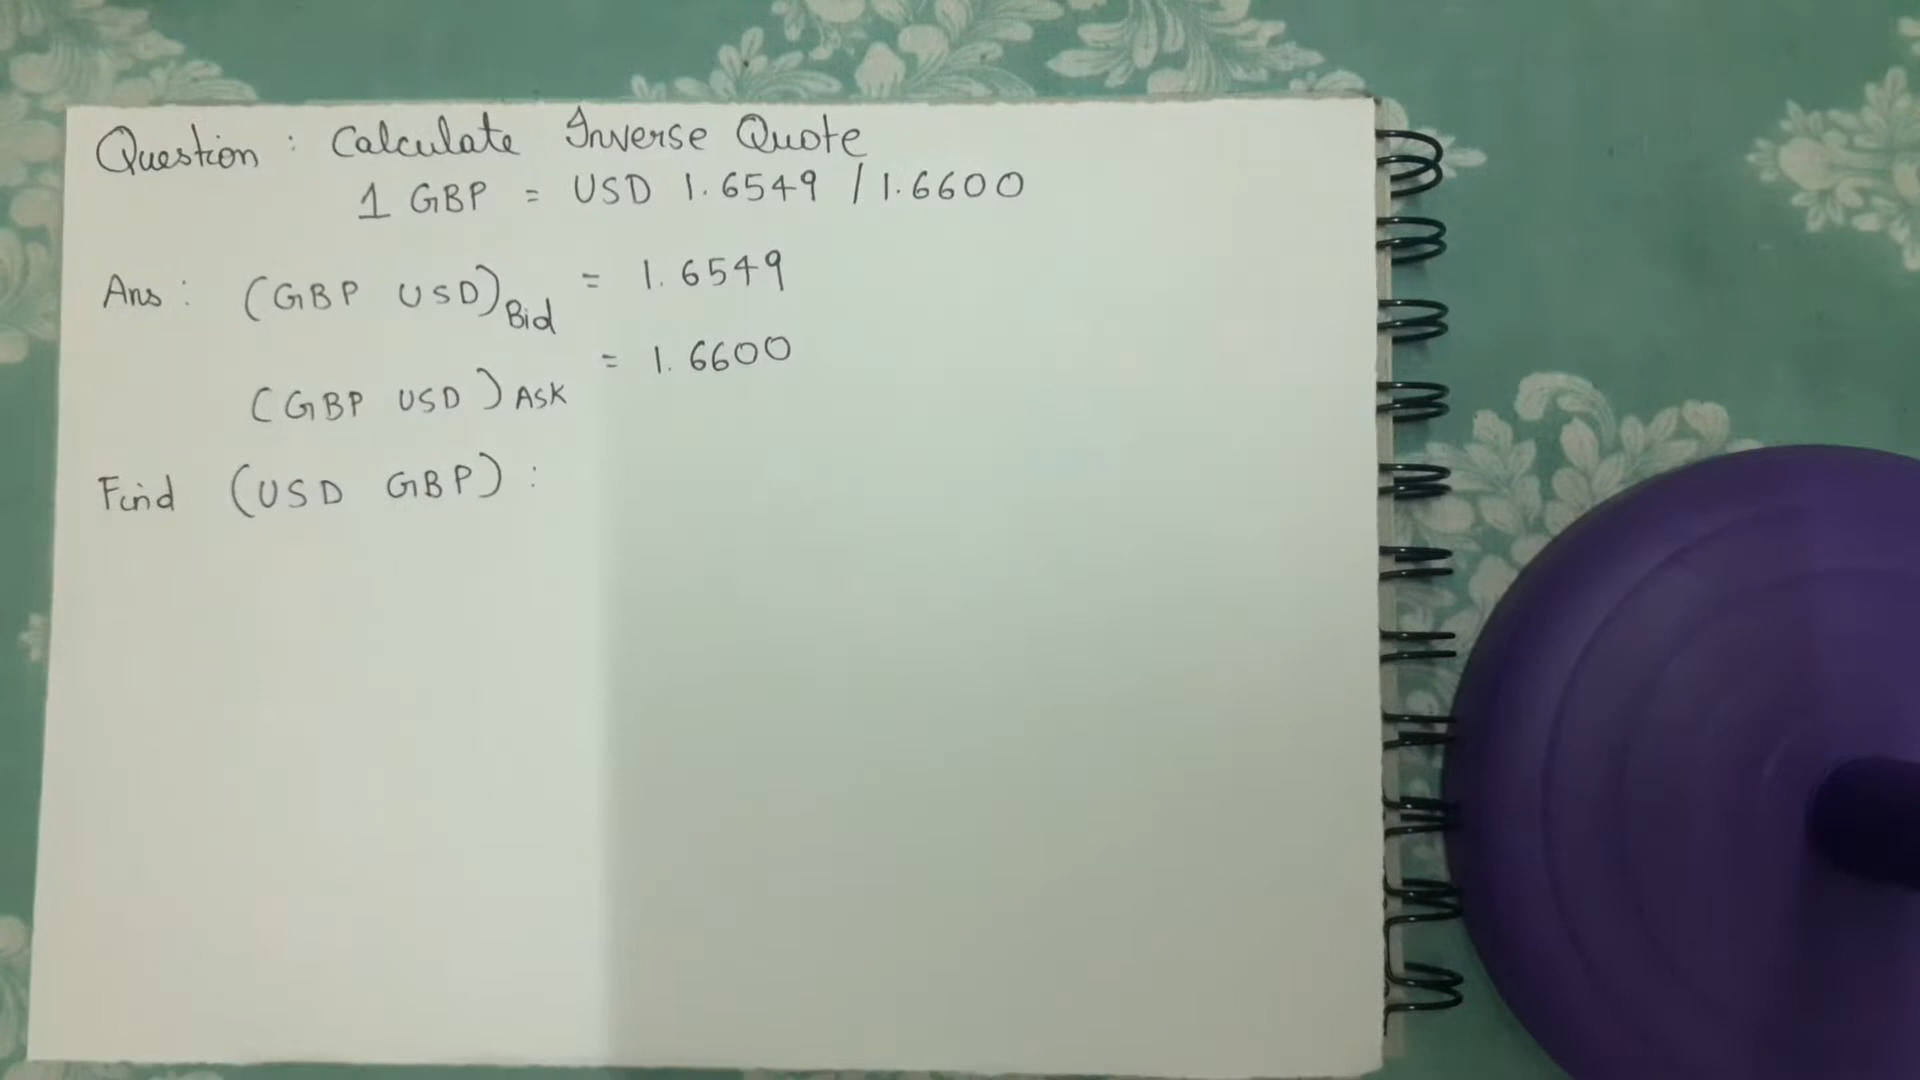 Question : Calculate Inverse Quote
1 GBP = USD 1.6549 / 1.6600
Ans : (GBP USD)Bid = 1.6549
(GBP USD)ASK = 1.6600
Find (USD GBP) :